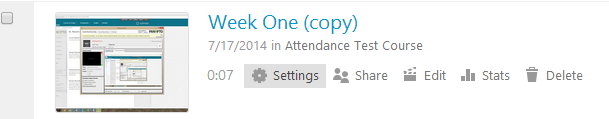 Week One (copy)
7/17/2014 in Attendance Test Course
0:07 Settings Share Edit Stats Delete